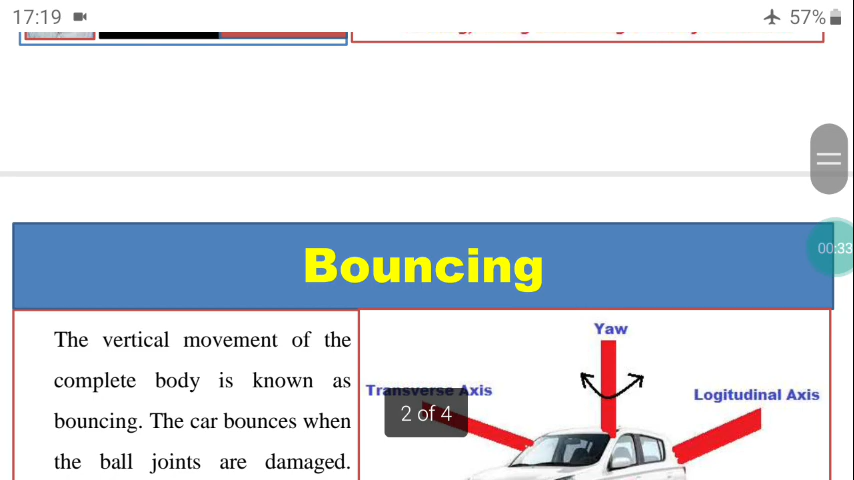 17:19
57%
Bouncing
00:33
The vertical movement of the
complete body is known as
bouncing. The car bounces when
the ball joints are damaged.
Yaw
Transverse Axis
Logitudinal Axis
2 of 4